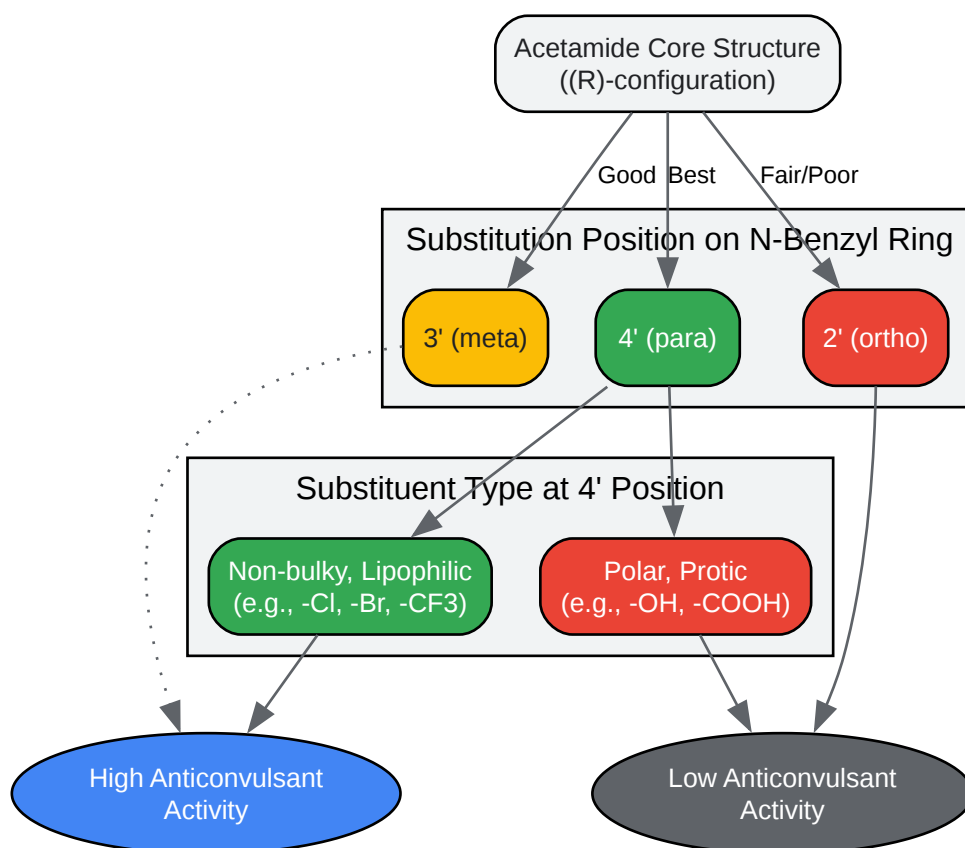 Acetamide Core Structure
((R)-configuration)
Good
Best
Fair/Poor
Substitution Position on N-Benzyl Ring
3' (meta)
4' (para)
2' (ortho)
Substituent Type at 4' Position
Non-bulky, Lipophilic
(e.g., -Cl, -Br, -CF3)
Polar, Protic
(e.g., -OH, -COOH)
High Anticonvulsant
Activity
Low Anticonvulsant
Activity